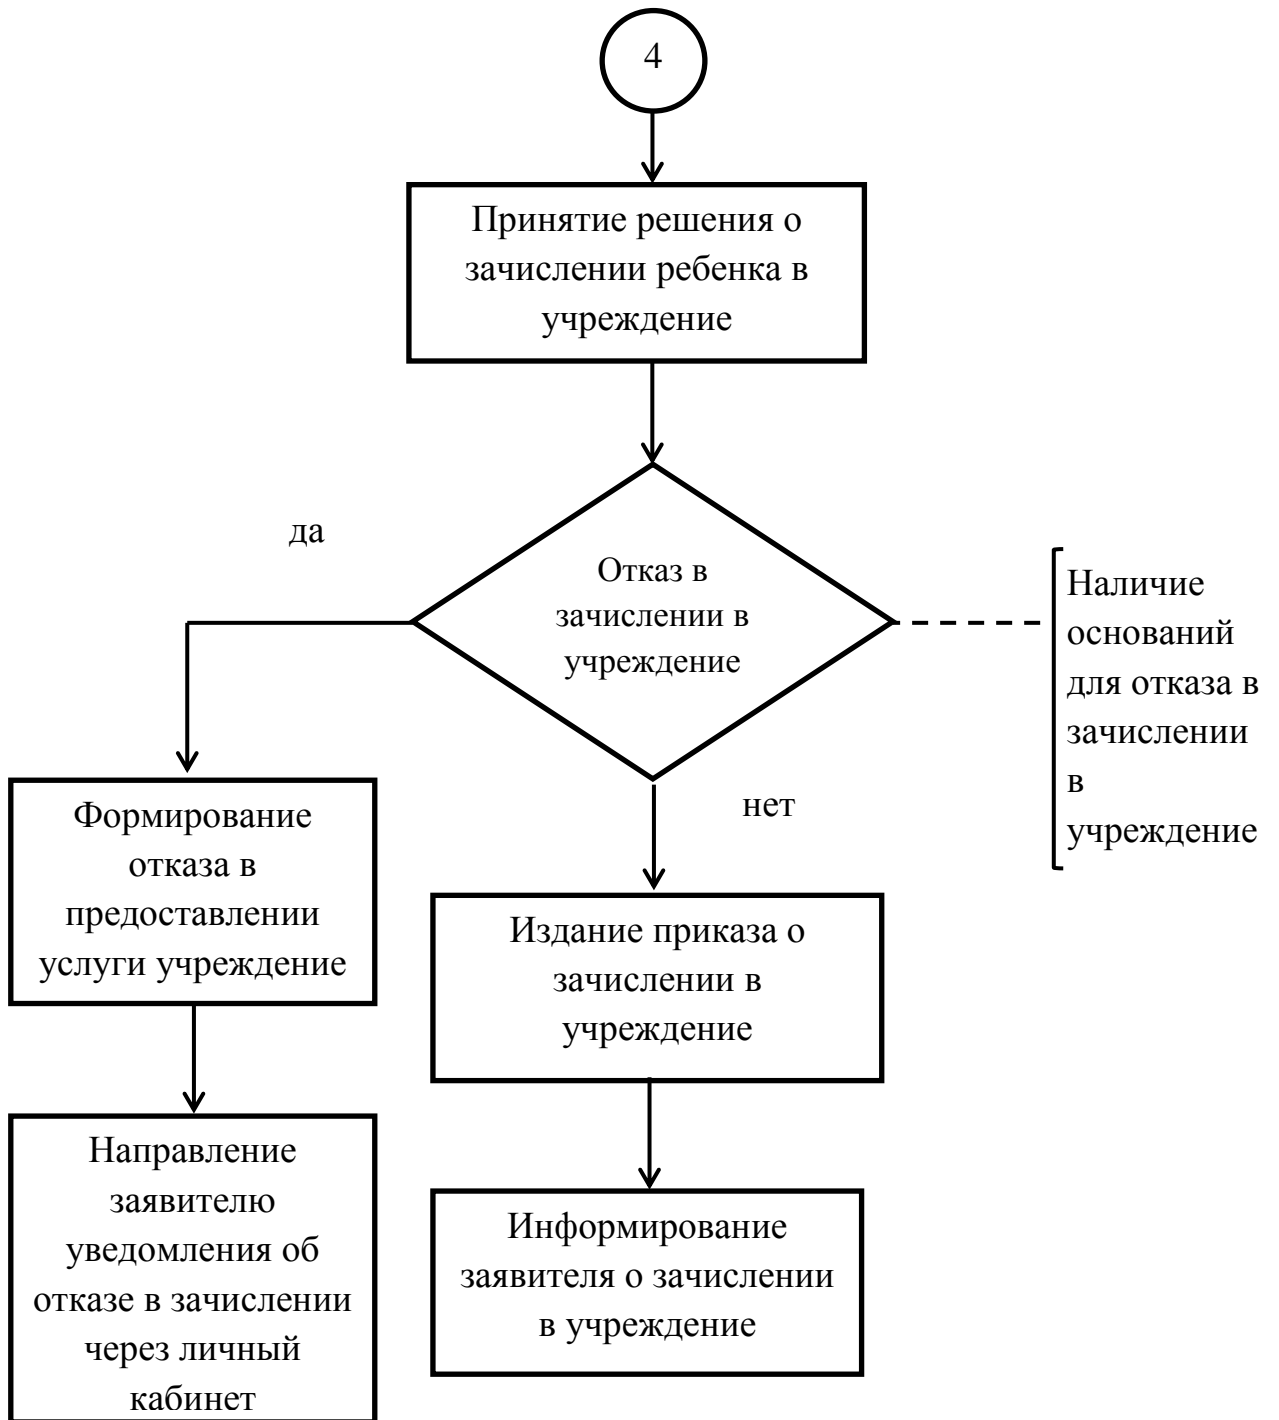 4
Принятие решения о
зачислении ребенка в
учреждение
да
Отказ в
зачислении в
учреждение
Наличие
оснований
для отказа в
зачислении
в
учреждение
нет
Формирование
отказа в
предоставлении
услуги учреждение
Издание приказа о
зачислении в
учреждение
Направление
заявителю
уведомления об
отказе в зачислении
через личный
кабинет
Информирование
заявителя о зачислении
в учреждение